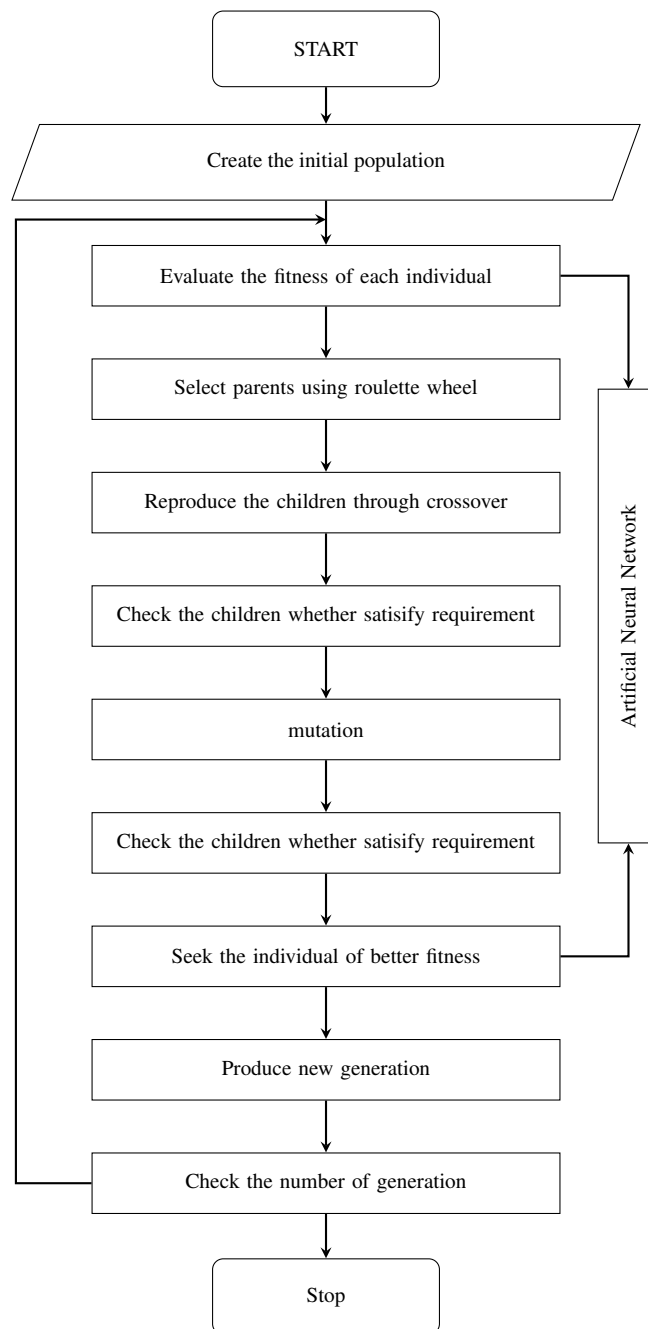 START
Create the initial population
Evaluate the fitness of each individual
Select parents using roulette wheel
Reproduce the children through crossover
Check the children whether satisify requirement
mutation
Check the children whether satisify requirement
Seek the individual of better fitness
Produce new generation
Check the number of generation
Stop
Artificial Neural Network